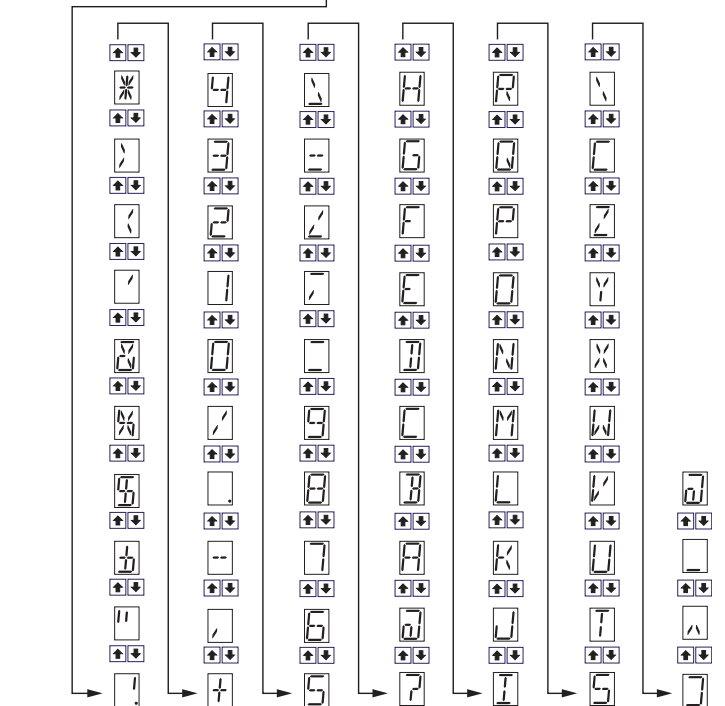 * 4 > H R \
) 3 = G Q [
( 2 < F P Z
' 1 ; E O Y
& 0 : D N X
% / 9 C M W
$ . 8 B L V @
# - 7 A K U _
" , 6 @ J T ^
! + 5 ? I S ]